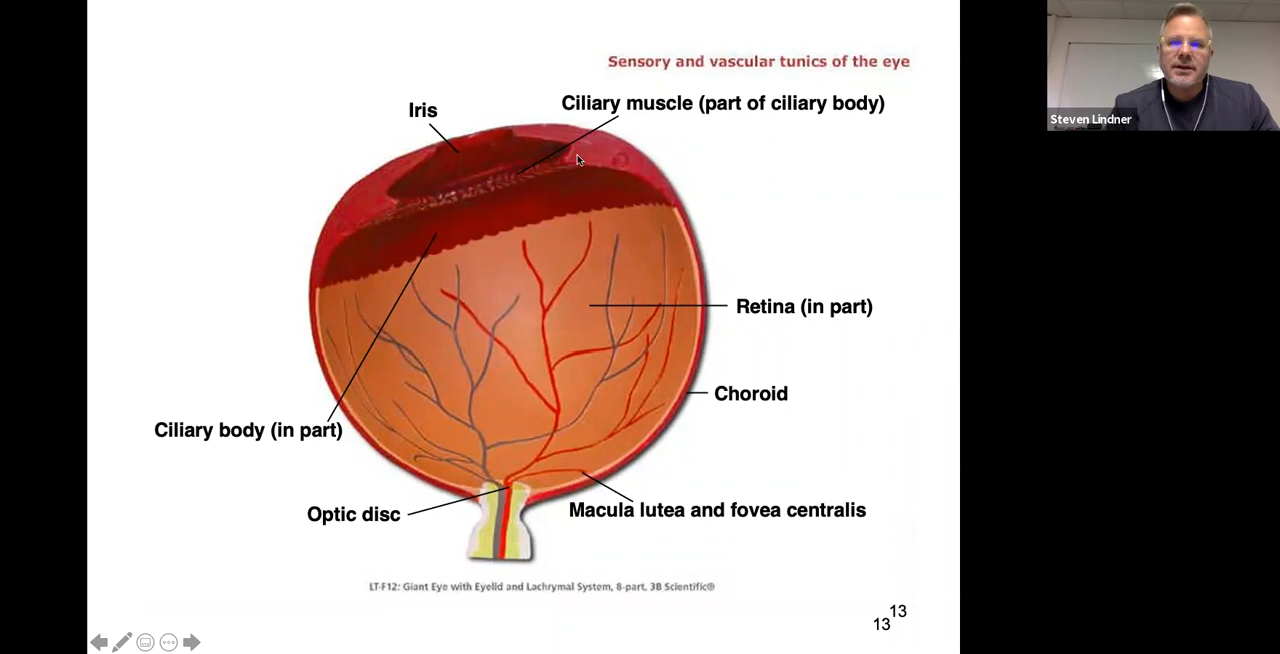 Sensory and vascular tunics of the eye
Iris
Ciliary muscle (part of ciliary body)
Steven Lindner
Retina (in part)
Choroid
Ciliary body (in part)
Optic disc
Macula lutea and fovea centralis
LT-F12: Giant Eye with Eyelid and Lachrymal System, 8-part, 3B Scientific®
13
13